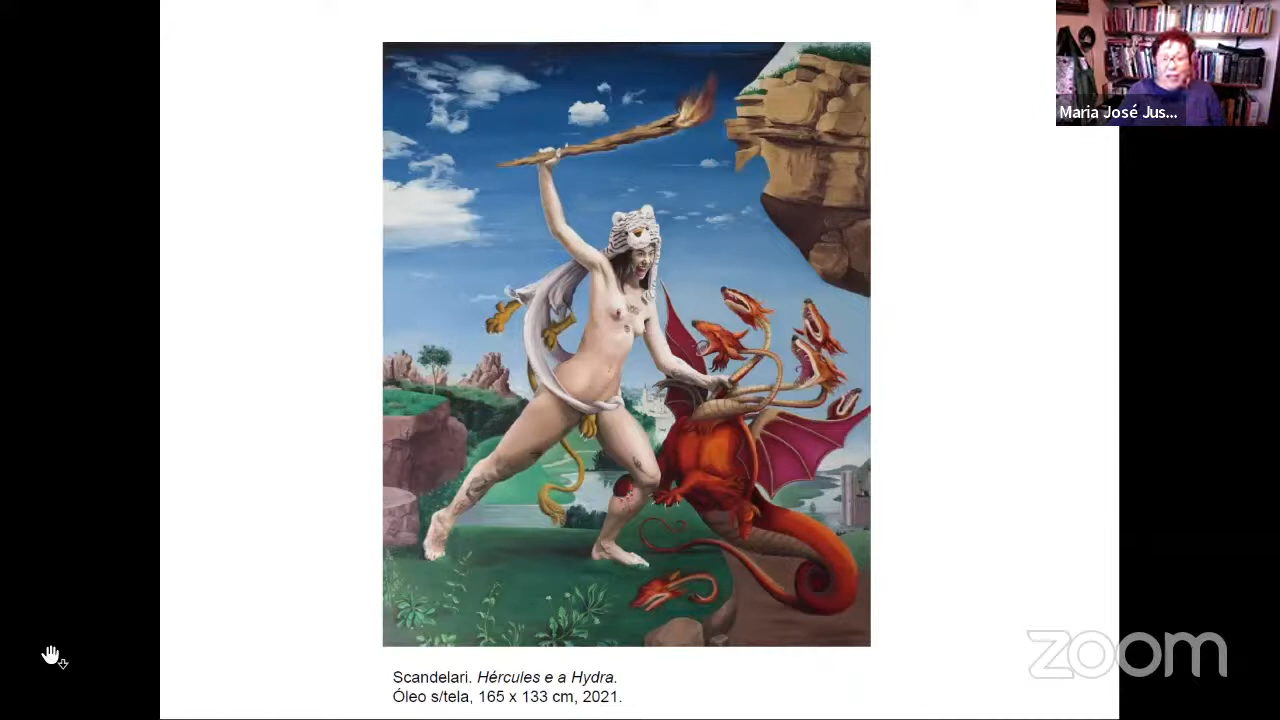 Maria José Jus...
Scandelari. Hércules e a Hydra.
Óleo s/tela, 165 x 133 cm, 2021.
zoom